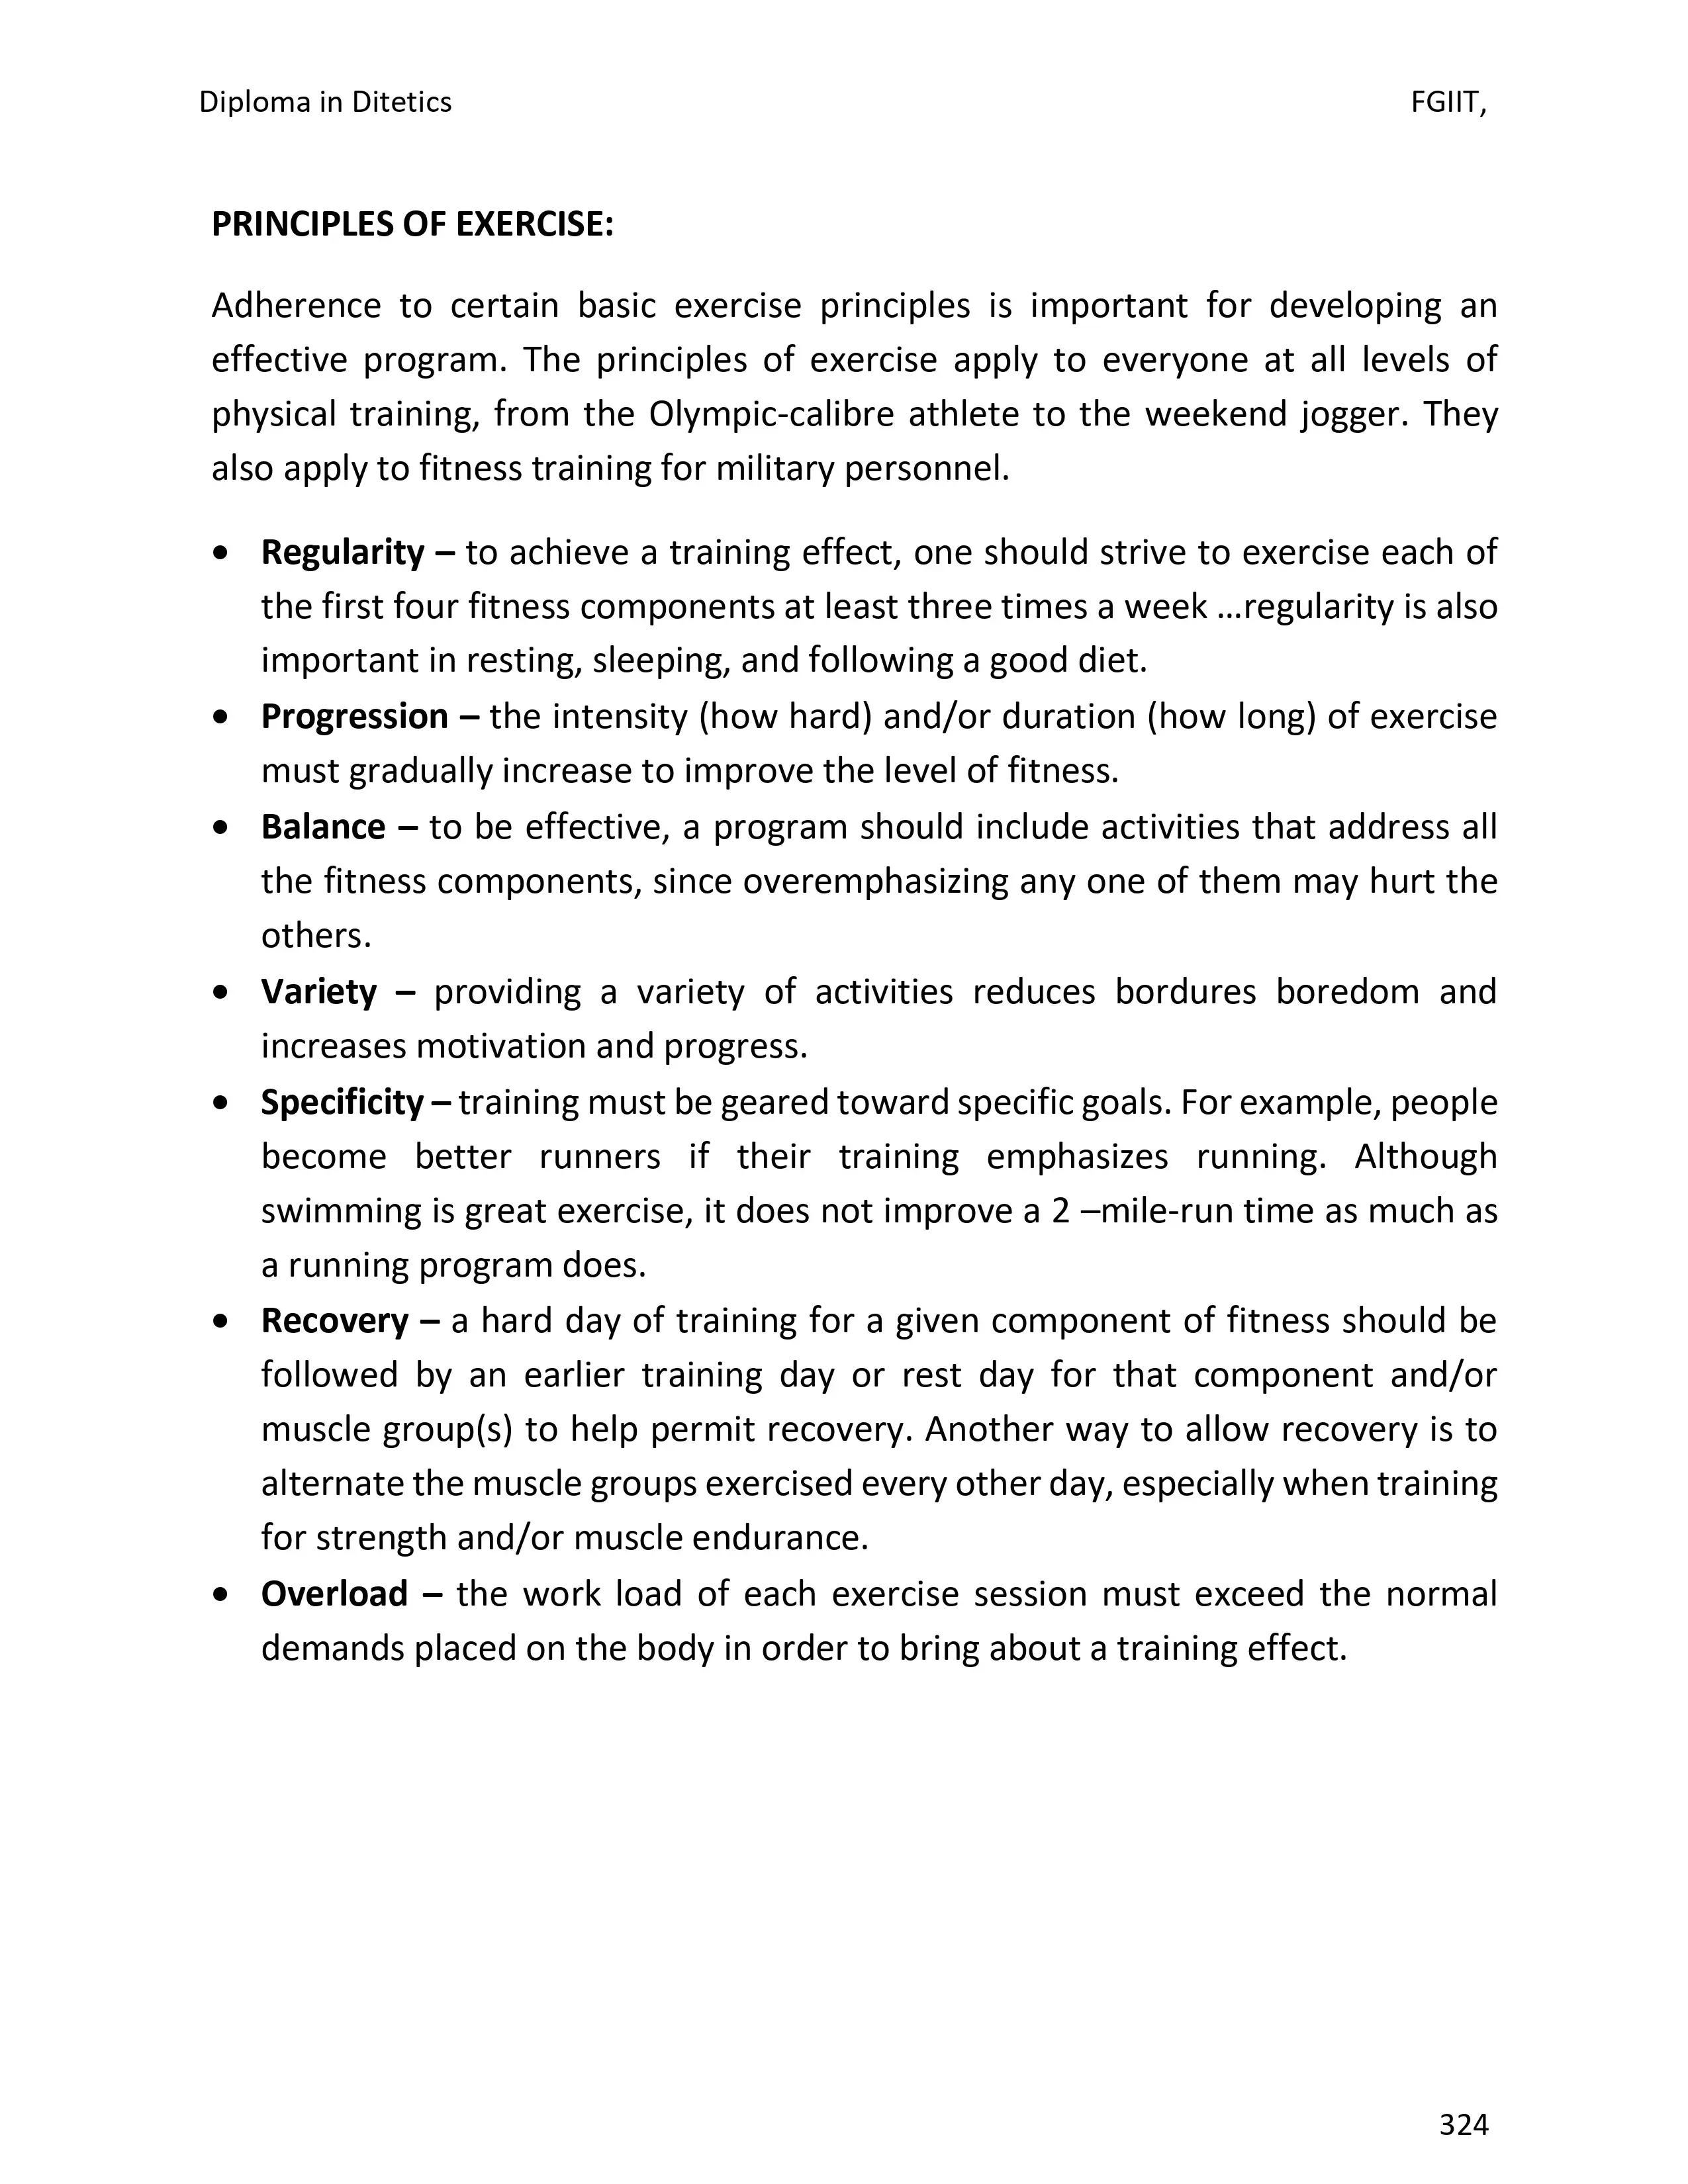 Diploma in Ditetics FGIIT,
PRINCIPLES OF EXERCISE:
Adherence to certain basic exercise principles is important for developing an
effective program. The principles of exercise apply to everyone at all levels of
physical training, from the Olympic-calibre athlete to the weekend jogger. They
also apply to fitness training for military personnel.
• Regularity – to achieve a training effect, one should strive to exercise each of
the first four fitness components at least three times a week …regularity is also
important in resting, sleeping, and following a good diet.
• Progression – the intensity (how hard) and/or duration (how long) of exercise
must gradually increase to improve the level of fitness.
• Balance – to be effective, a program should include activities that address all
the fitness components, since overemphasizing any one of them may hurt the
others.
• Variety – providing a variety of activities reduces bordures boredom and
increases motivation and progress.
• Specificity – training must be geared toward specific goals. For example, people
become better runners if their training emphasizes running. Although
swimming is great exercise, it does not improve a 2 –mile-run time as much as
a running program does.
• Recovery – a hard day of training for a given component of fitness should be
followed by an earlier training day or rest day for that component and/or
muscle group(s) to help permit recovery. Another way to allow recovery is to
alternate the muscle groups exercised every other day, especially when training
for strength and/or muscle endurance.
• Overload – the work load of each exercise session must exceed the normal
demands placed on the body in order to bring about a training effect.
324